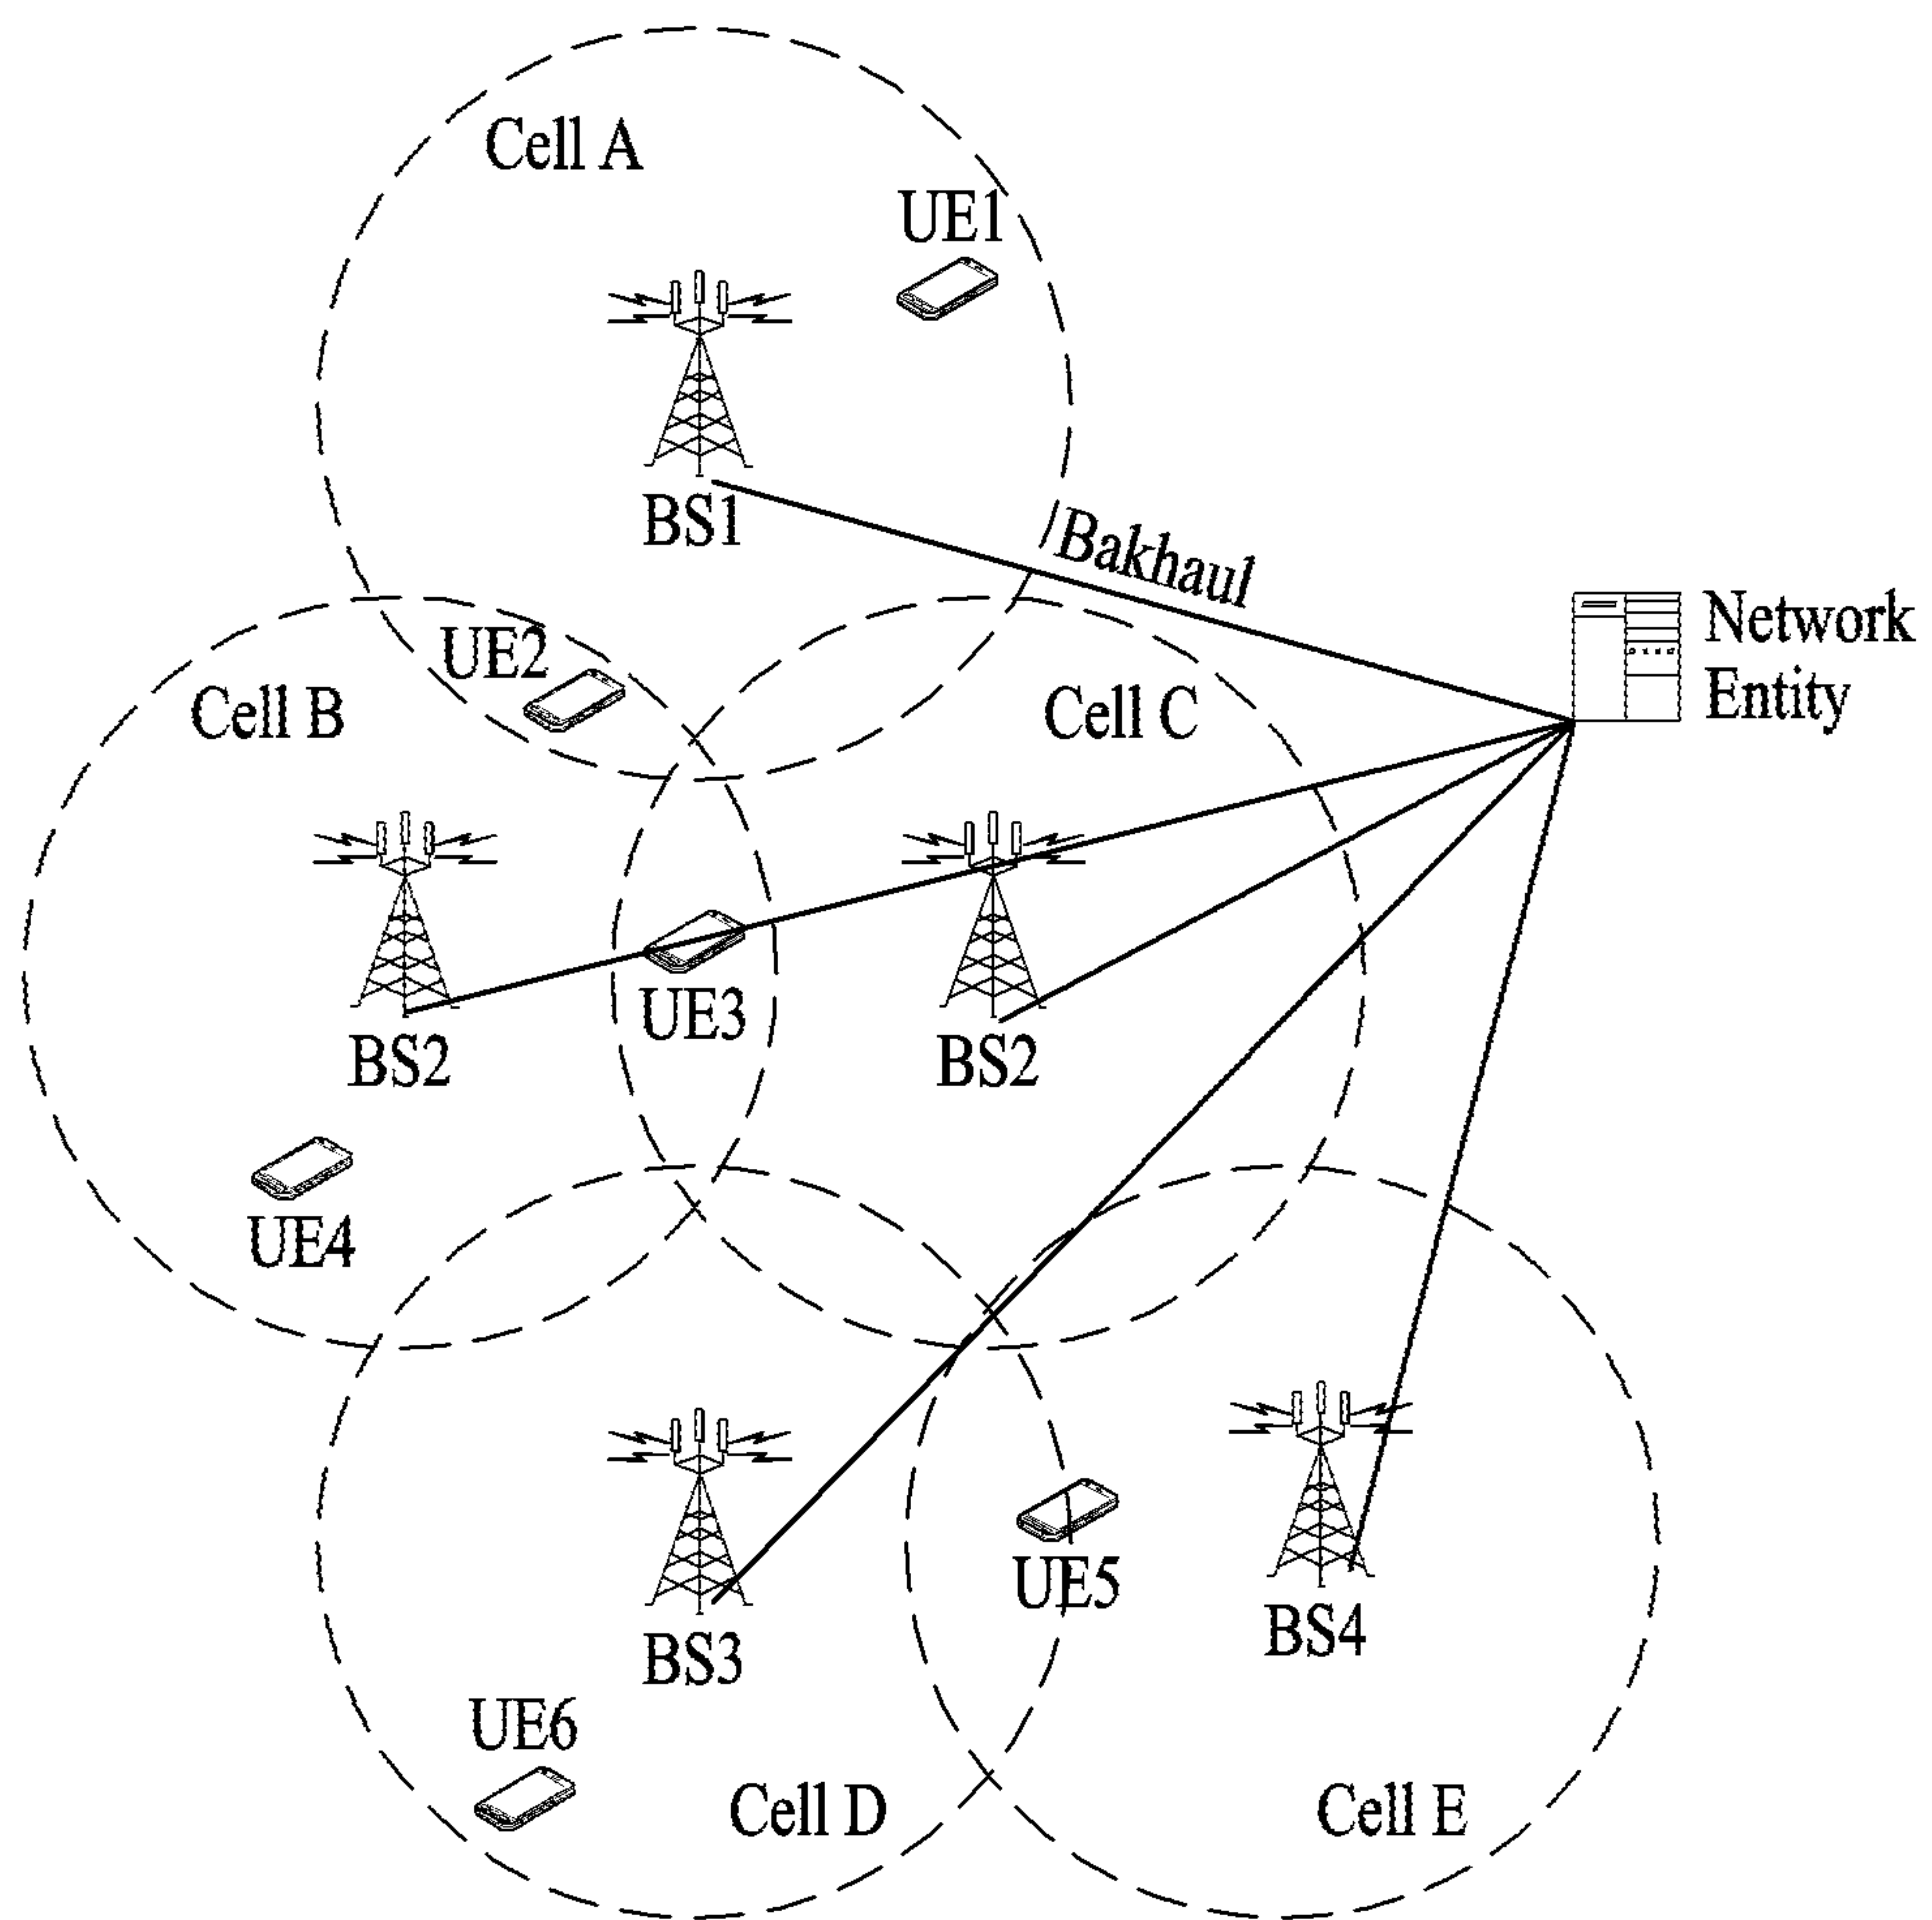 Cell A
UE1
BS1
Bakhaul
Network
Entity
UE2
Cell B
Cell C
BS2
UE3
BS2
UE4
UE5
BS4
BS3
UE6
Cell D
Cell E